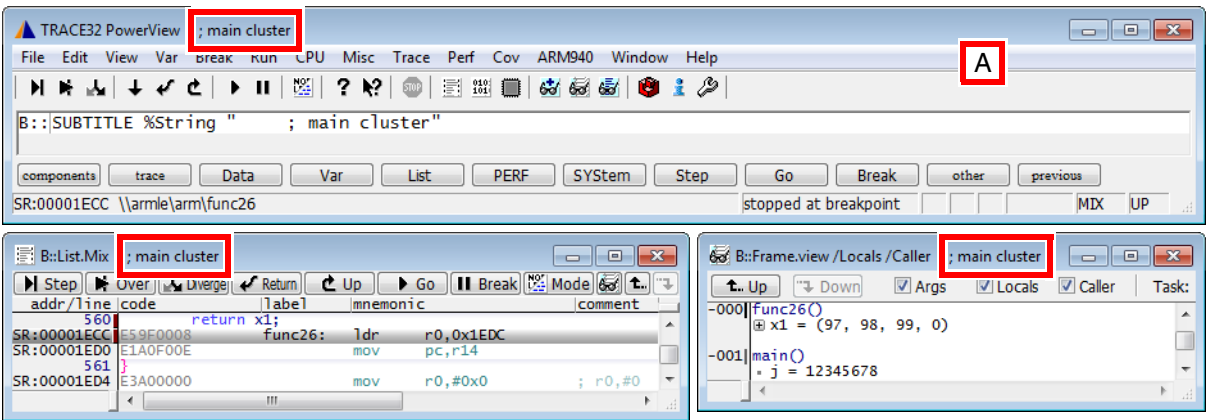 TRACE32 PowerView ; main cluster
A
File Edit View Var Break Run CPU Misc Trace Perf Cov ARM940 Window Help
B::SUBTITLE %String "     ; main cluster"
components trace Data Var List PERF SYStem Step Go Break other previous
SR:00001ECC \\armle\arm\func26 stopped at breakpoint MIX UP
B::List.Mix ; main cluster
Step Over Diverge Return Up Go Break Mode
addr/line code label mnemonic comment
560 return x1;
SR:00001ECC E59F0008 func26: ldr r0,0x1EDC
SR:00001ED0 E1A0F00E mov pc,r14
561 }
SR:00001ED4 E3A00000 mov r0,#0x0 ; r0,#0
B::Frame.view /Locals /Caller ; main cluster
Up Down Args Locals Caller Task:
-000 func26()
x1 = (97, 98, 99, 0)
-001 main()
j = 12345678